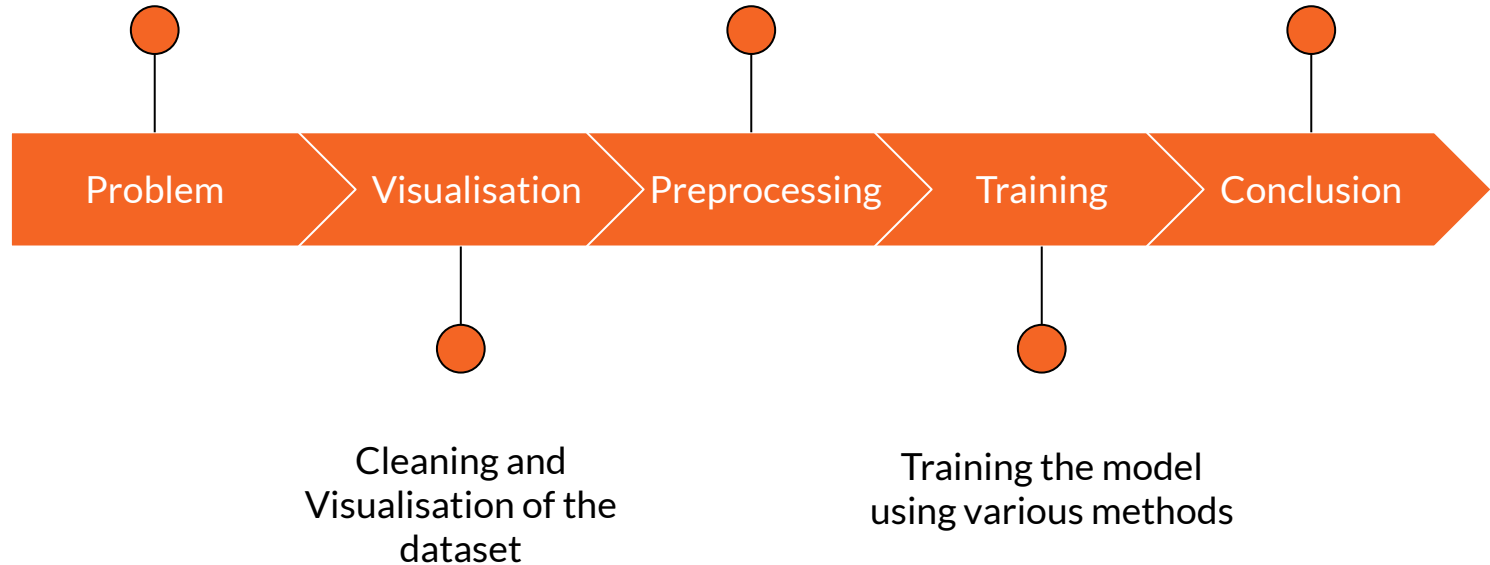 Problem
Visualisation
Preprocessing
Training
Conclusion
Cleaning and
Visualisation of the
dataset
Training the model
using various methods